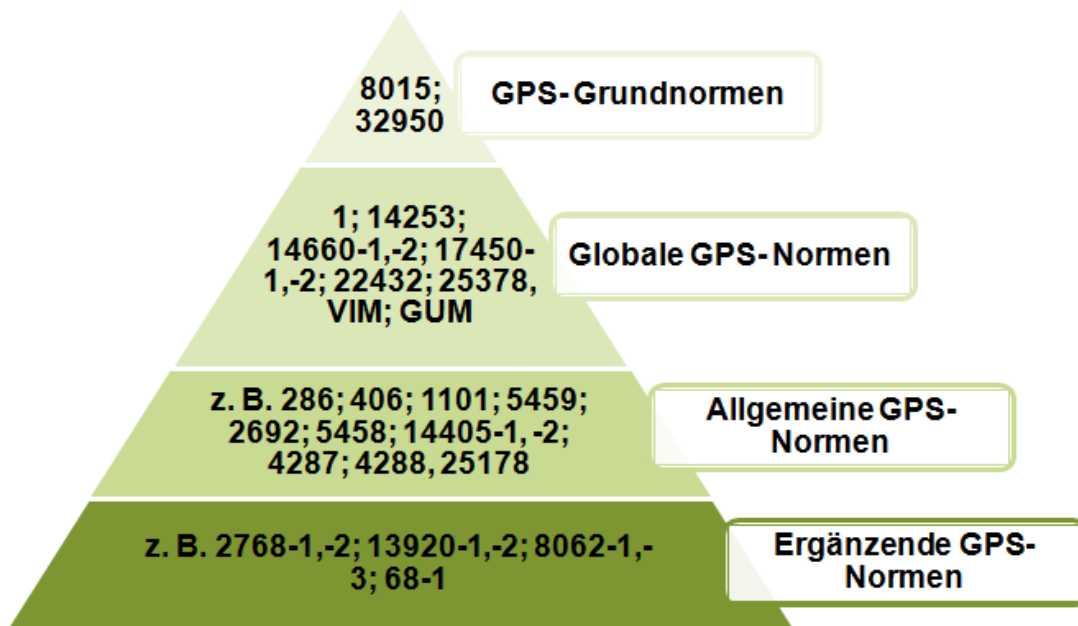 8015;
32950
GPS-Grundnormen
1; 14253;
14660-1,-2; 17450-
1,-2; 22432; 25378,
VIM; GUM
Globale GPS-Normen
z. B. 286; 406; 1101; 5459;
2692; 5458; 14405-1, -2;
4287; 4288, 25178
Allgemeine GPS-
Normen
z. B. 2768-1,-2; 13920-1,-2; 8062-1,-
3; 68-1
Ergänzende GPS-
Normen